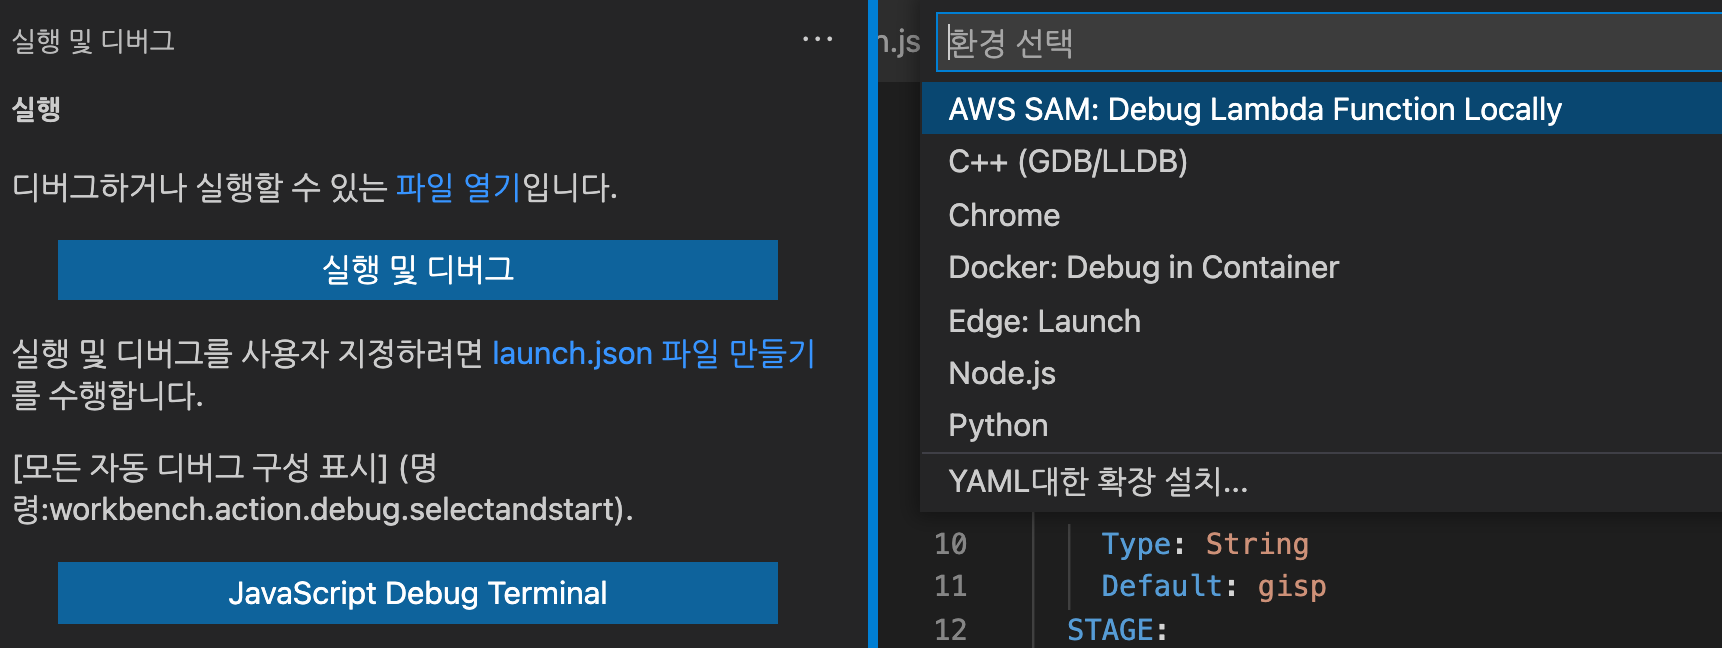 실행 및 디버그
...
실행
디버그하거나 실행할 수 있는 파일 열기입니다.
실행 및 디버그
실행 및 디버그를 사용자 지정하려면 launch.json 파일 만들기
를 수행합니다.
[모든 자동 디버그 구성 표시] (명
령:workbench.action.debug.selectandstart).
JavaScript Debug Terminal
n.js
환경 선택
AWS SAM: Debug Lambda Function Locally
C++ (GDB/LLDB)
Chrome
Docker: Debug in Container
Edge: Launch
Node.js
Python
YAML대한 확장 설치...
10 Type: String
11 Default: gisp
12 STAGE: